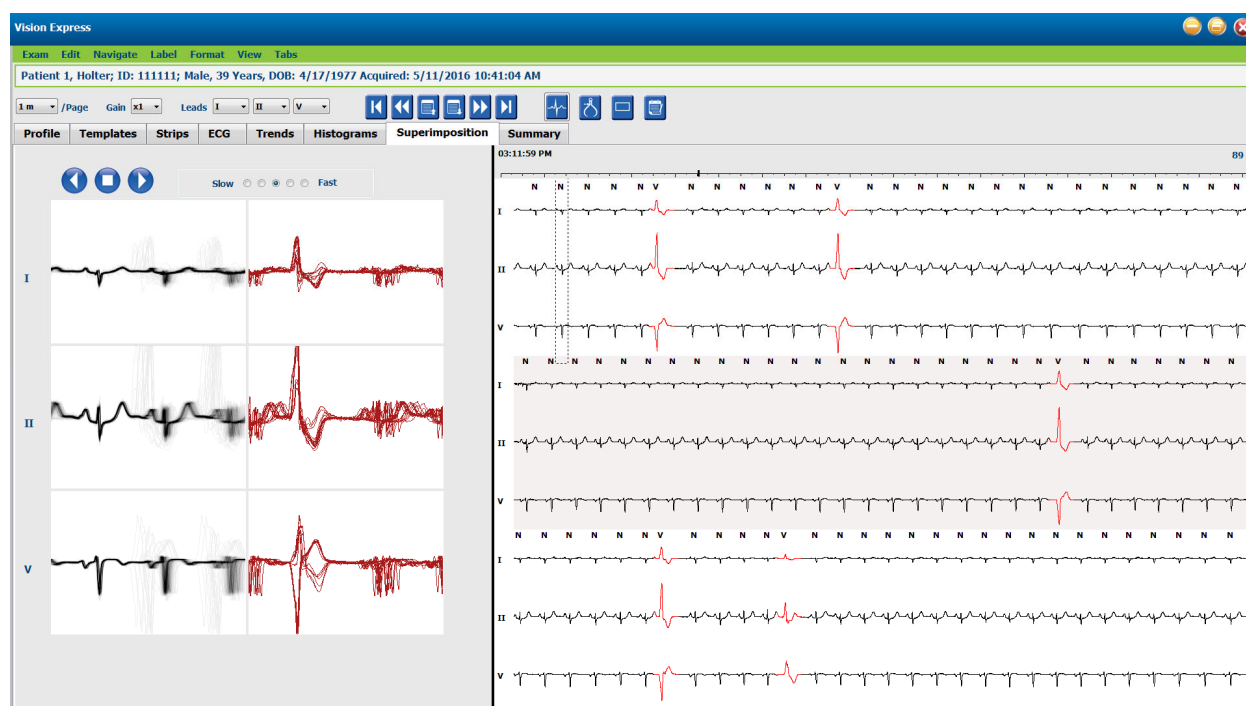 Vision Express
Exam Edit Navigate Label Format View Tabs
Patient 1, Holter; ID: 111111; Male, 39 Years, DOB: 4/17/1977 Acquired: 5/11/2016 10:41:04 AM
1 m /Page Gain x1 Leads I II V
Profile Templates Strips ECG Trends Histograms Superimposition Summary
03:11:59 PM 89
Slow Fast
N N N N N V N N N N N V N N N N N N N N N N N N N N N
I
II
V
I
II
V
N N N N N N N N N N N N N N N N N N N N N V N N N N N N
I
II
V
N N N N N N V N N N N V N N N N N N N N N N N N N N N N N
I
II
V